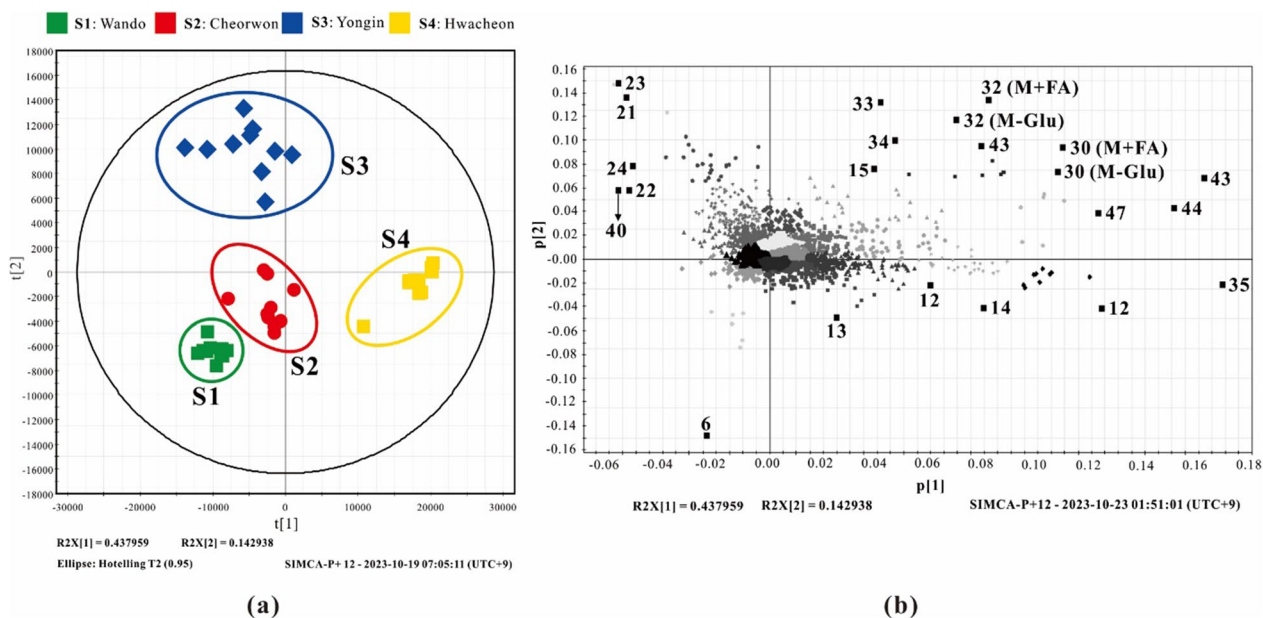 S1: Wando S2: Cheorwon S3: Yongin S4: Hwacheon
18000
16000
14000
12000
10000
8000
6000
4000
2000
0
-2000
-4000
-6000
-8000
-10000
-12000
-14000
-16000
-18000
t[2]
S3
S4
S2
S1
-30000 -20000 -10000 0 10000 20000 30000
t[1]
R2X[1] = 0.437959 R2X[2] = 0.142938
Ellipse: Hotelling T2 (0.95) SIMCA-P+ 12 - 2023-10-19 07:05:11 (UTC+9)
(a)
0.16
0.14
0.12
0.10
0.08
0.06
0.04
0.02
-0.00
-0.02
-0.04
-0.06
-0.08
-0.10
-0.12
-0.14
-0.16
p[2]
23
21
33
32 (M+FA)
32 (M-Glu)
34
43
30 (M+FA)
24
15
30 (M-Glu)
43
22
40
47
44
12
35
14
12
13
6
-0.06 -0.04 -0.02 0.00 0.02 0.04 0.06 0.08 0.10 0.12 0.14 0.16 0.18
p[1]
R2X[1] = 0.437959 R2X[2] = 0.142938 SIMCA-P+12 - 2023-10-23 01:51:01 (UTC+9)
(b)